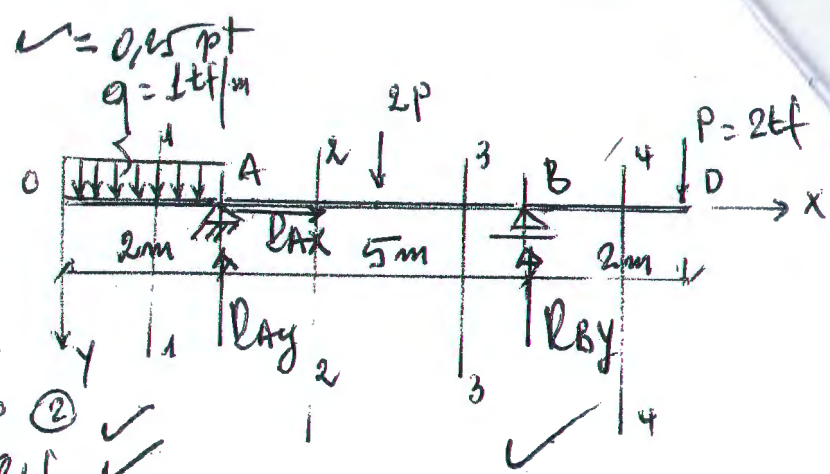 ✓ = 0,25 pt
q = 1tf/m
2P
P = 2tf
1
2
3
4
O
A
B
D
X
2m
RAX
5m
2m
RAy
RBy
Y
1
2
3
4
② ✓
✓